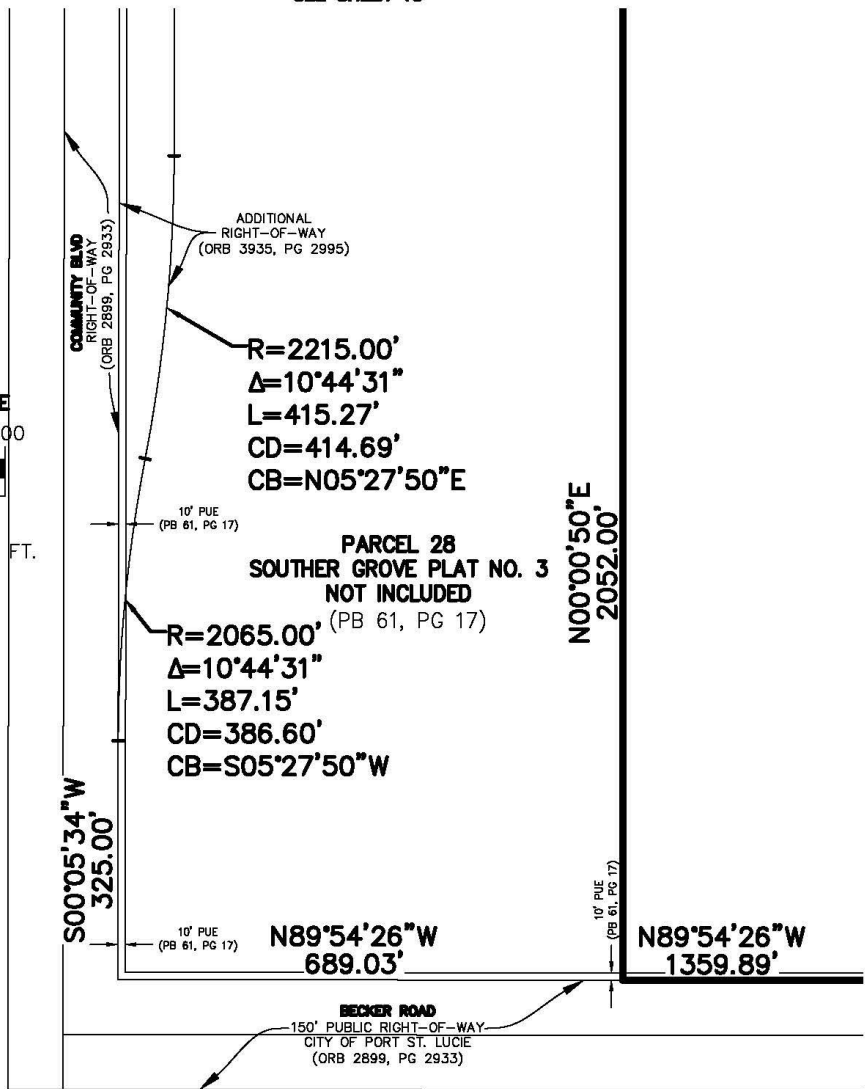 ADDITIONAL
RIGHT-OF-WAY
(ORB 3935, PG 2995)
COMMUNITY BLVD
RIGHT-OF-WAY
(ORB 2899, PG 2933)
R=2215.00'
Δ=10°44'31"
L=415.27'
CD=414.69'
CB=N05°27'50"E
E
00
FT.
10' PUE
(PB 61, PG 17)
PARCEL 28
SOUTHER GROVE PLAT NO. 3
NOT INCLUDED
(PB 61, PG 17)
N00°00'50"E
2052.00'
R=2065.00'
Δ=10°44'31"
L=387.15'
CD=386.60'
CB=S05°27'50"W
S00°05'34"W
325.00'
10' PUE
(PB 61, PG 17)
N89°54'26"W
689.03'
10' PUE
(PB 61, PG 17)
N89°54'26"W
1359.89'
BECKER ROAD
150' PUBLIC RIGHT-OF-WAY
CITY OF PORT ST. LUCIE
(ORB 2899, PG 2933)